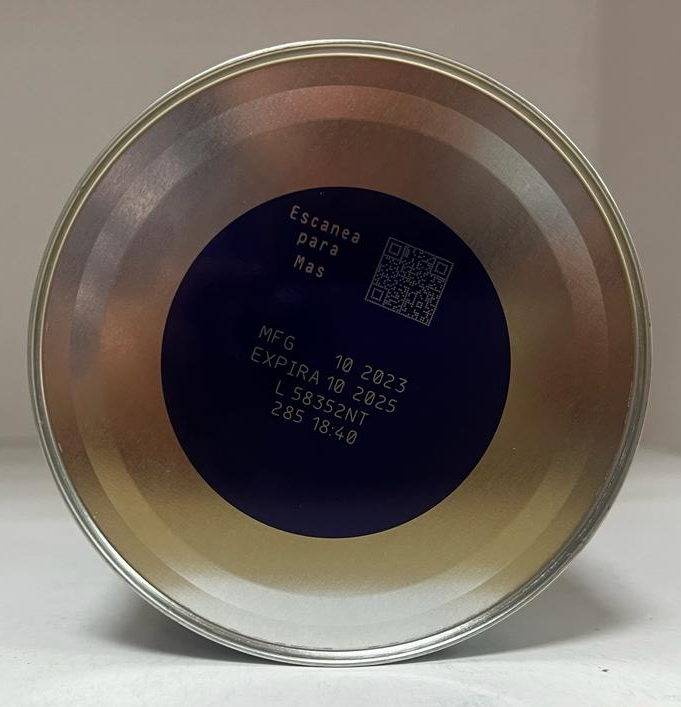 Escanea
para
Mas
MFG 10 2023
EXPIRA 10 2025
L 58352NT
285 18:40